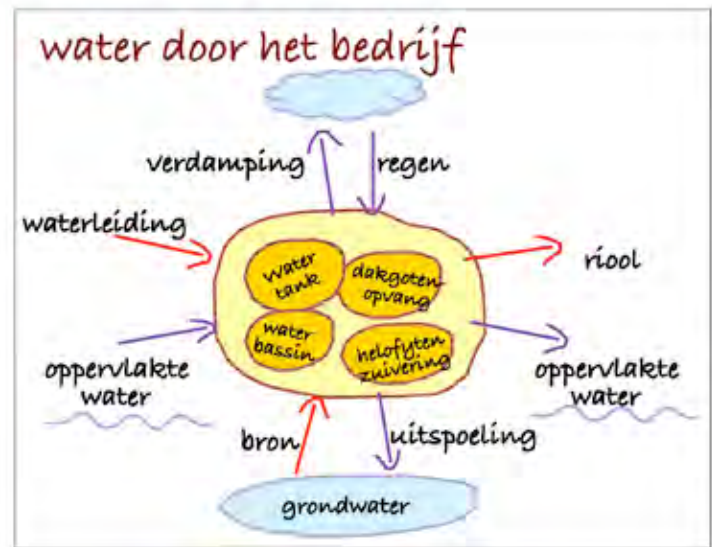 water door het bedrijf
verdamping
regen
waterleiding
riool
water
tank
dakgoten-
opvang
water
bassin
helofyten
zuivering
oppervlakte
water
oppervlakte
water
bron
uitspoeling
grondwater